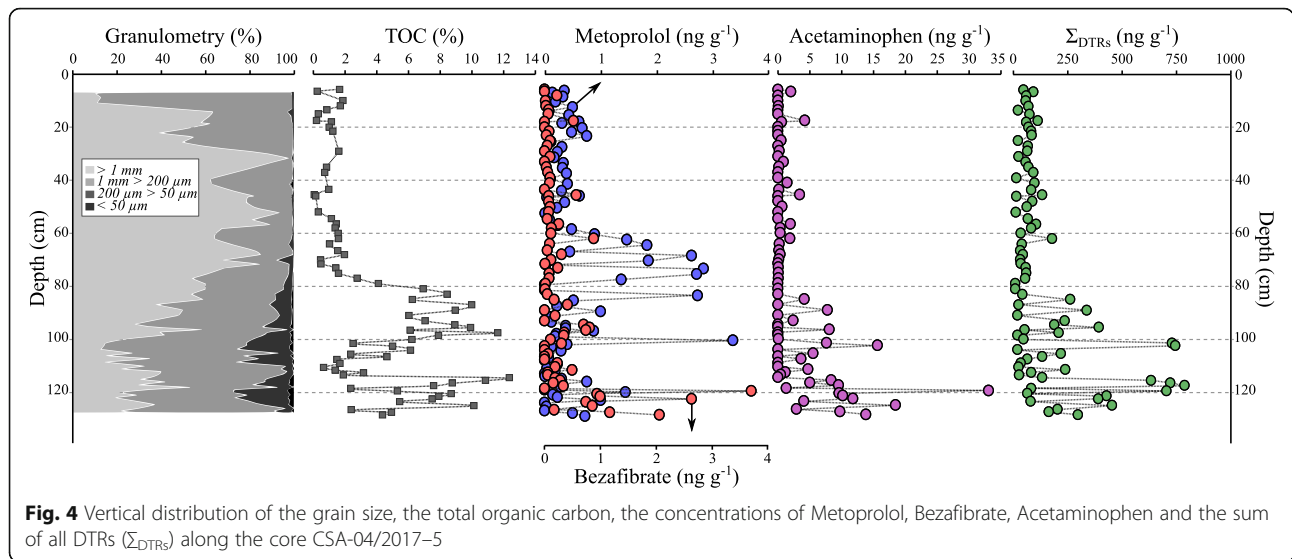 Granulometry (%) TOC (%) Metoprolol (ng g⁻¹) Acetaminophen (ng g⁻¹) Σ_DTRs (ng g⁻¹)
0 20 40 60 80 100 0 2 4 6 8 10 12 14 0 1 2 3 4 0 5 10 15 20 25 30 35 0 250 500 750 1000
0 0
20 20
> 1 mm
1 mm > 200 µm
200 µm > 50 µm
< 50 µm
40 40
Depth (cm) Depth (cm)
60 60
80 80
100 100
120 120
0 1 2 3 4
Bezafibrate (ng g⁻¹)
Fig. 4 Vertical distribution of the grain size, the total organic carbon, the concentrations of Metoprolol, Bezafibrate, Acetaminophen and the sum
of all DTRs (Σ_DTRs) along the core CSA-04/2017–5